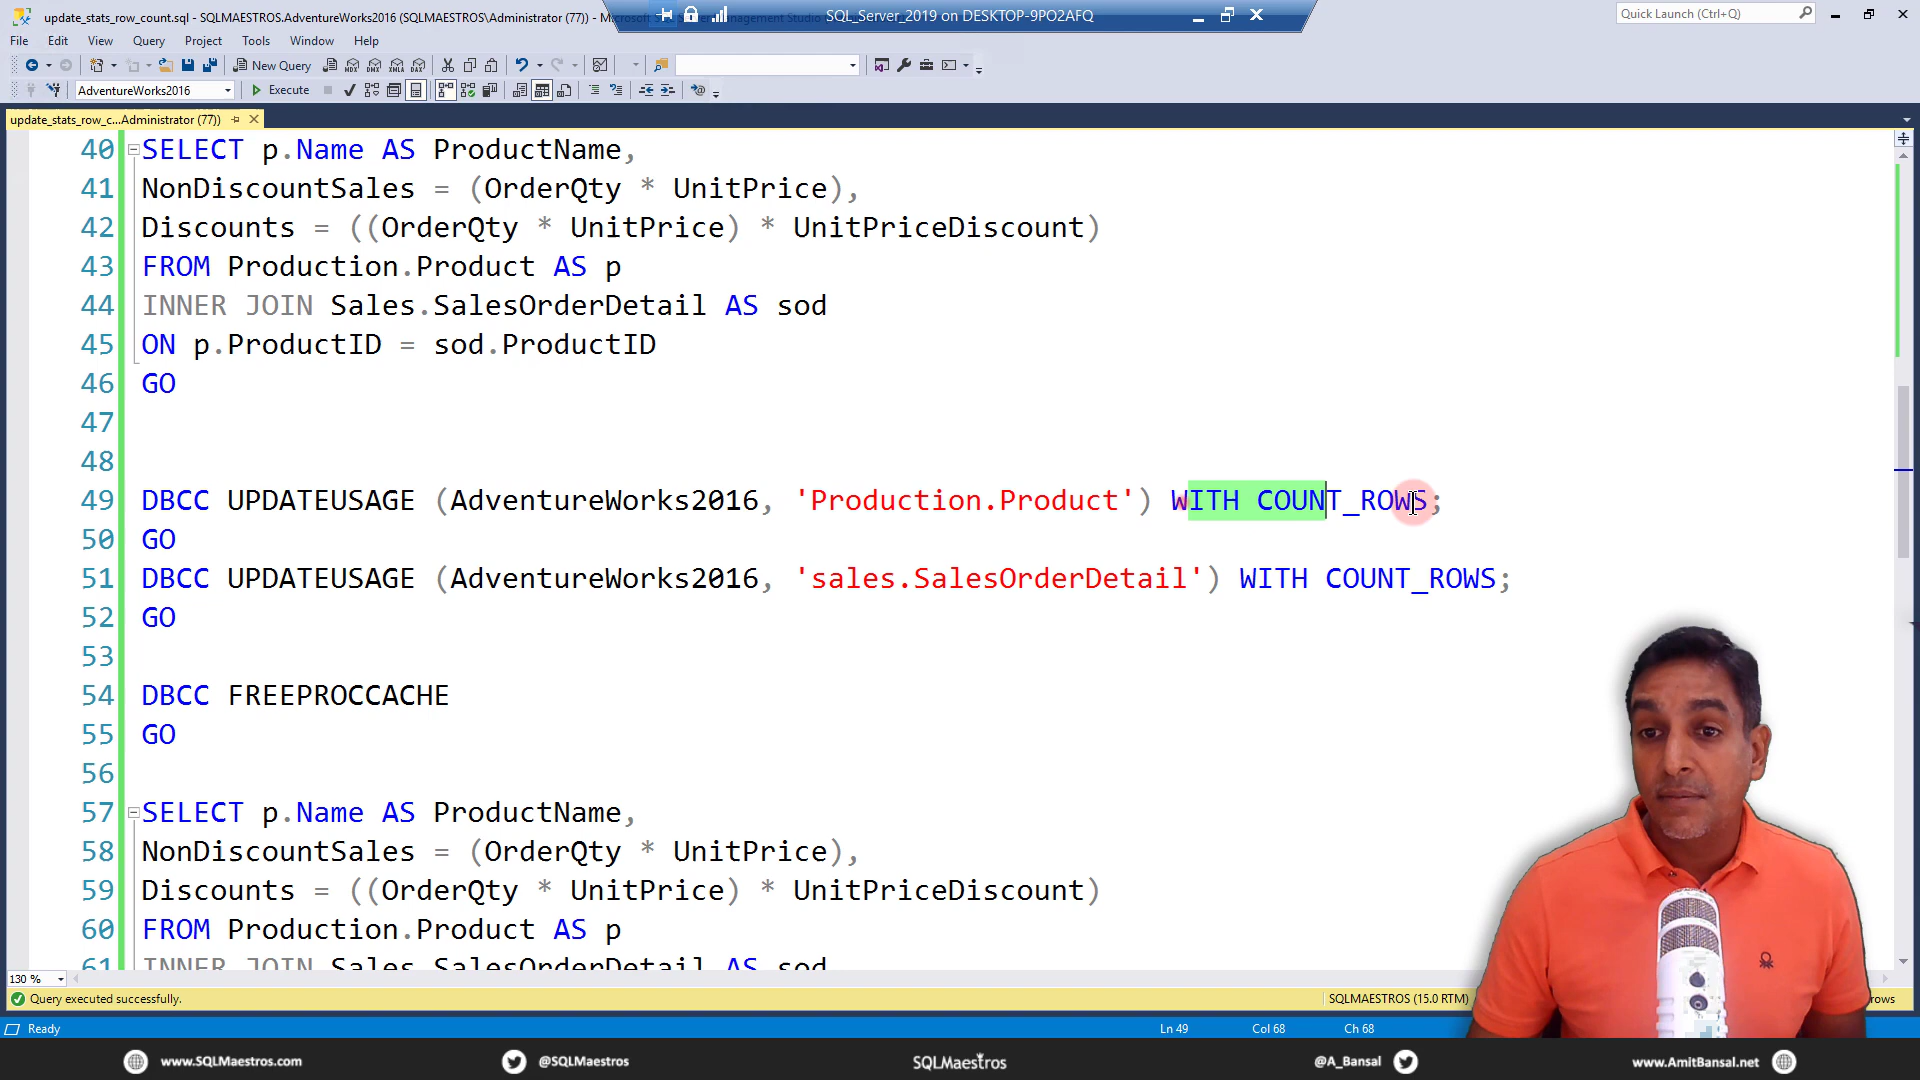 update_stats_row_count.sql - SQLMAESTROS.AdventureWorks2016 (SQLMAESTROS\Administrator (77)) -
SQL_Server_2019 on DESKTOP-9PO2AFQ
Quick Launch (Ctrl+Q)
File Edit View Query Project Tools Window Help
New Query
AdventureWorks2016
Execute
update_stats_row_c...Administrator (77))
40 SELECT p.Name AS ProductName,
41 NonDiscountSales = (OrderQty * UnitPrice),
42 Discounts = ((OrderQty * UnitPrice) * UnitPriceDiscount)
43 FROM Production.Product AS p
44 INNER JOIN Sales.SalesOrderDetail AS sod
45 ON p.ProductID = sod.ProductID
46 GO
47
48
49 DBCC UPDATEUSAGE (AdventureWorks2016, 'Production.Product') WITH COUNT_ROWS;
50 GO
51 DBCC UPDATEUSAGE (AdventureWorks2016, 'sales.SalesOrderDetail') WITH COUNT_ROWS;
52 GO
53
54 DBCC FREEPROCCACHE
55 GO
56
57 SELECT p.Name AS ProductName,
58 NonDiscountSales = (OrderQty * UnitPrice),
59 Discounts = ((OrderQty * UnitPrice) * UnitPriceDiscount)
60 FROM Production.Product AS p
61 INNER JOIN Sales.SalesOrderDetail AS sod
130 %
Query executed successfully.
SQLMAESTROS (15.0 RTM)
rows
Ready
Ln 49
Col 68
Ch 68
www.SQLMaestros.com
@SQLMaestros
SQLMaestros
@A_Bansal
www.AmitBansal.net